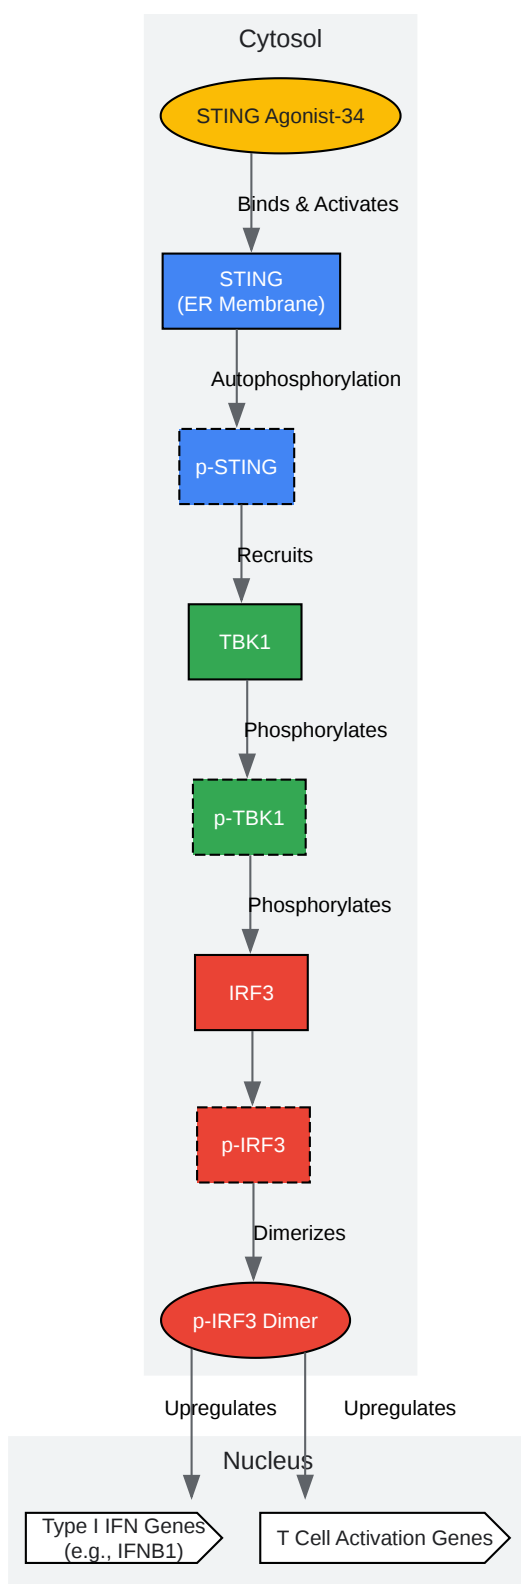 Cytosol
STING Agonist-34
Binds & Activates
STING
(ER Membrane)
Autophosphorylation
p-STING
Recruits
TBK1
Phosphorylates
p-TBK1
Phosphorylates
IRF3
p-IRF3
Dimerizes
p-IRF3 Dimer
Upregulates
Upregulates
Nucleus
Type I IFN Genes
(e.g., IFNB1)
T Cell Activation Genes